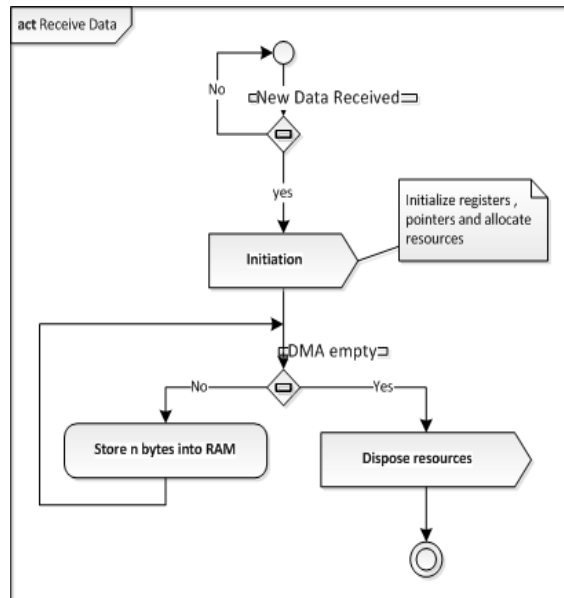 act Receive Data
No
New Data Received
yes
Initialize registers ,
pointers and allocate
resources
Initiation
DMA empty
No
Yes
Store n bytes into RAM
Dispose resources